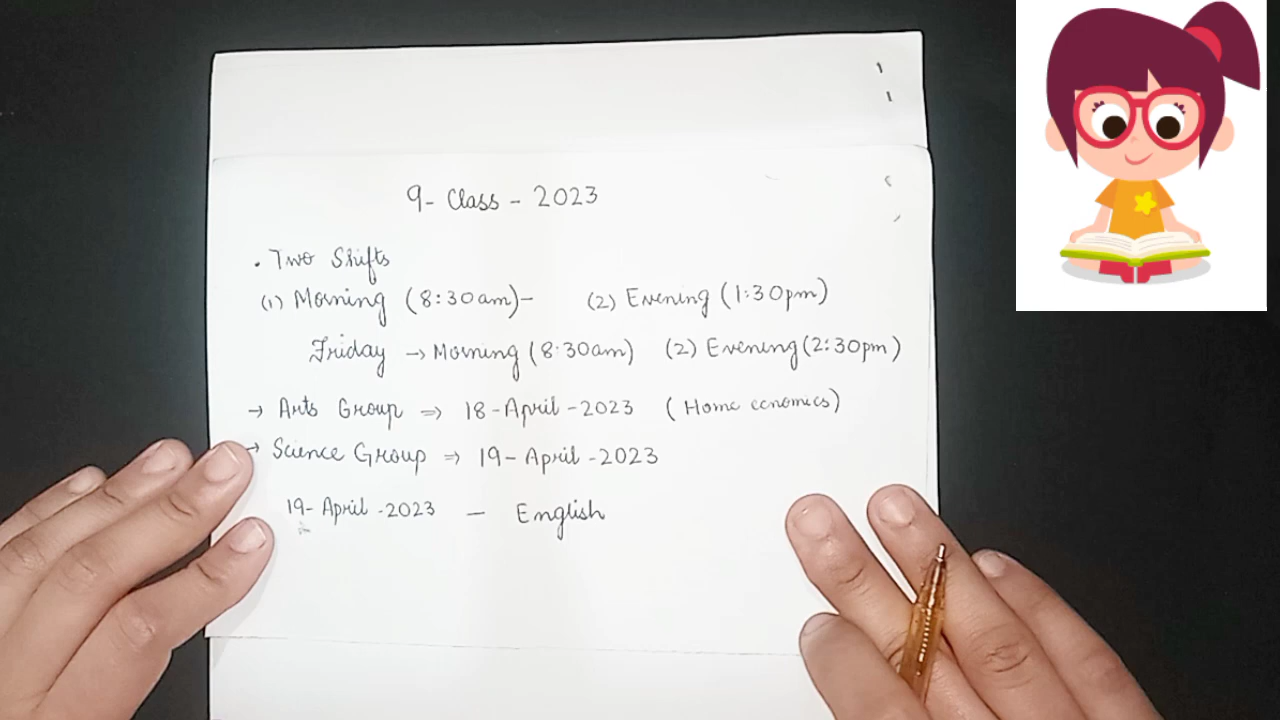 9- Class - 2023
. Two Shifts
(1) Morning (8:30am)- (2) Evening (1:30pm)
Friday → Morning (8:30am) (2) Evening (2:30pm)
→ Arts Group ⇒ 18-April-2023 (Home ecnomics)
→ Science Group ⇒ 19-April-2023
19-April-2023 — English